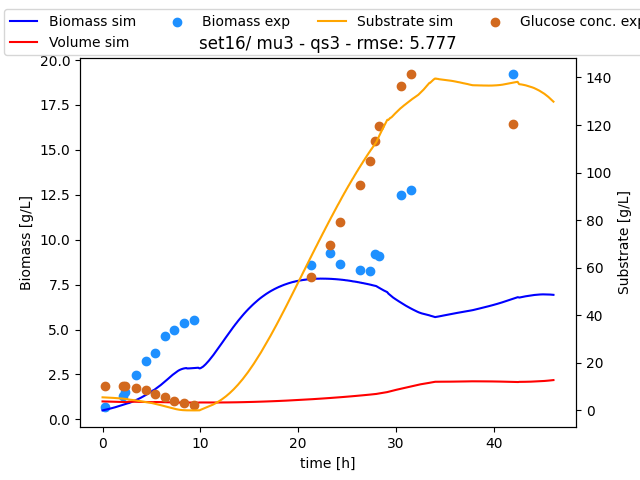 Biomass sim Biomass exp Substrate sim Glucose conc. exp
Volume sim
set16/ mu3 - qs3 - rmse: 5.777
20.0
17.5
15.0
12.5
10.0
7.5
5.0
2.5
0.0
Biomass [g/L]
0 10 20 30 40
time [h]
140
120
100
80
60
40
20
0
Substrate [g/L]